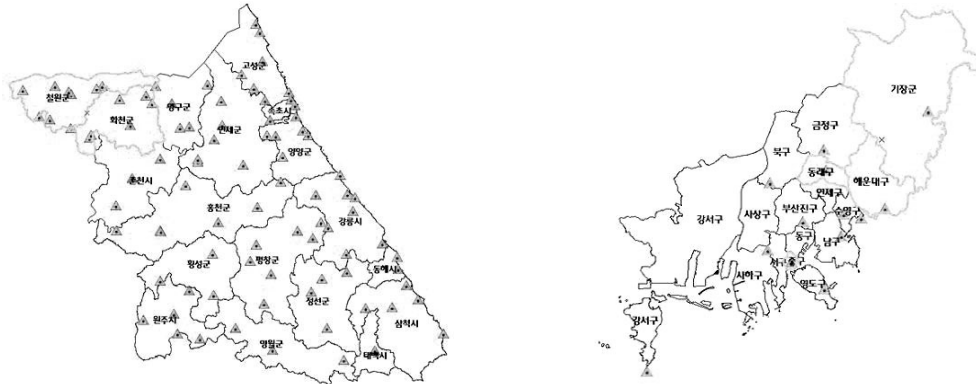 고성군
철원군
화천군
양구군
인제군
속초시
양양군
춘천시
홍천군
강릉시
횡성군
평창군
동해시
정선군
원주시
삼척시
영월군
태백시
기장군
금정구
북구
동래구
해운대구
연제구
강서구
사상구
부산진구
수영구
동구
남구
서구
중구
사하구
영도구
강서구